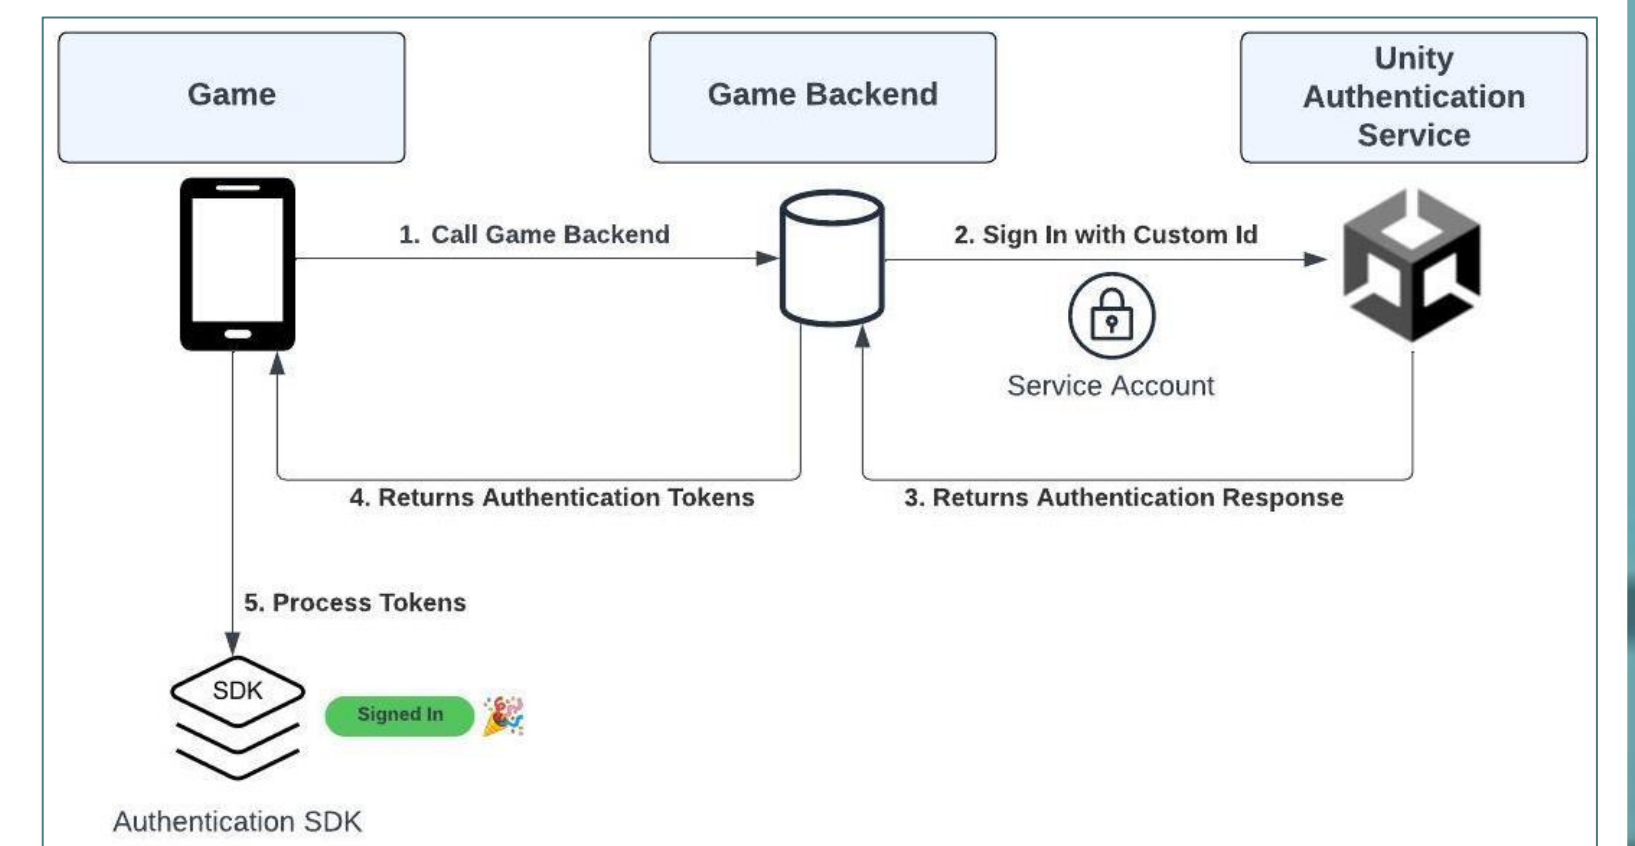 Game
Game Backend
Unity
Authentication
Service
1. Call Game Backend
2. Sign In with Custom Id
Service Account
4. Returns Authentication Tokens
3. Returns Authentication Response
5. Process Tokens
SDK
Signed In
Authentication SDK